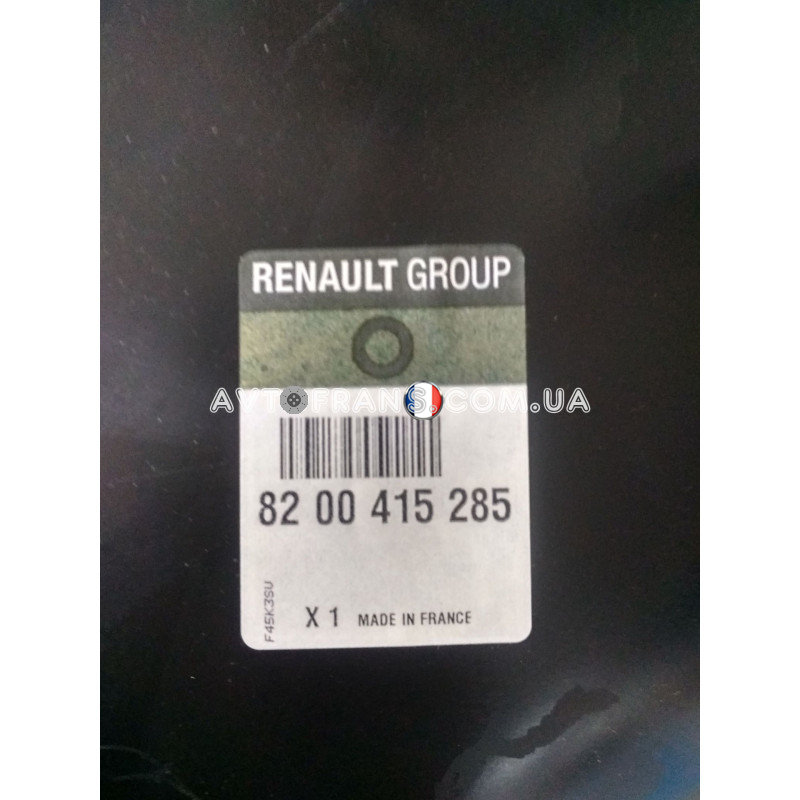 RENAULT GROUP
AVTOFRANS.COM.UA
82 00 415 285
F45K3SU
X 1 MADE IN FRANCE